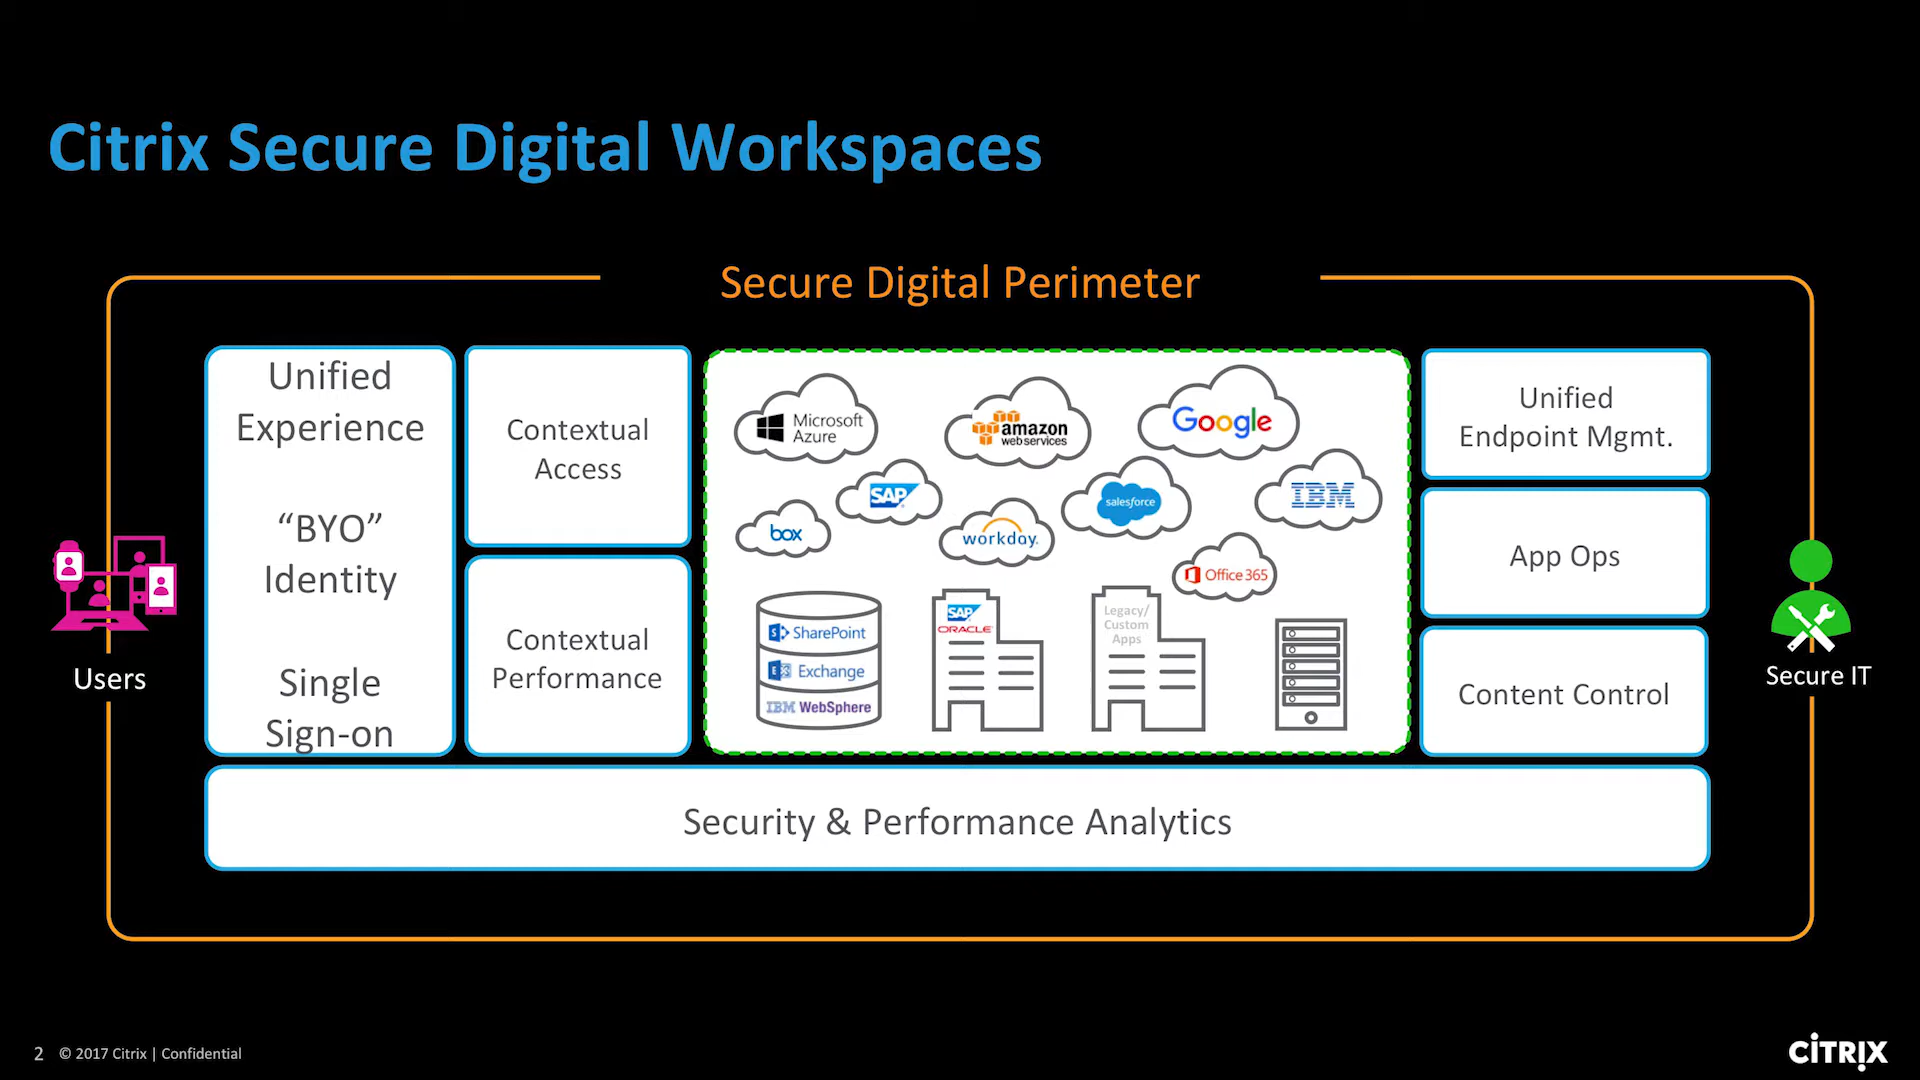 Citrix Secure Digital Workspaces
Secure Digital Perimeter
Users
Unified
Experience
“BYO”
Identity
Single
Sign-on
Contextual
Access
Contextual
Performance
Microsoft
Azure
amazon
webservices
Google
SAP
salesforce
IBM
box
workday.
Office 365
SharePoint
Exchange
IBM WebSphere
SAP
ORACLE
Legacy/
Custom
Apps
Unified
Endpoint Mgmt.
App Ops
Content Control
Secure IT
Security & Performance Analytics
2 © 2017 Citrix | Confidential
CİTRIX